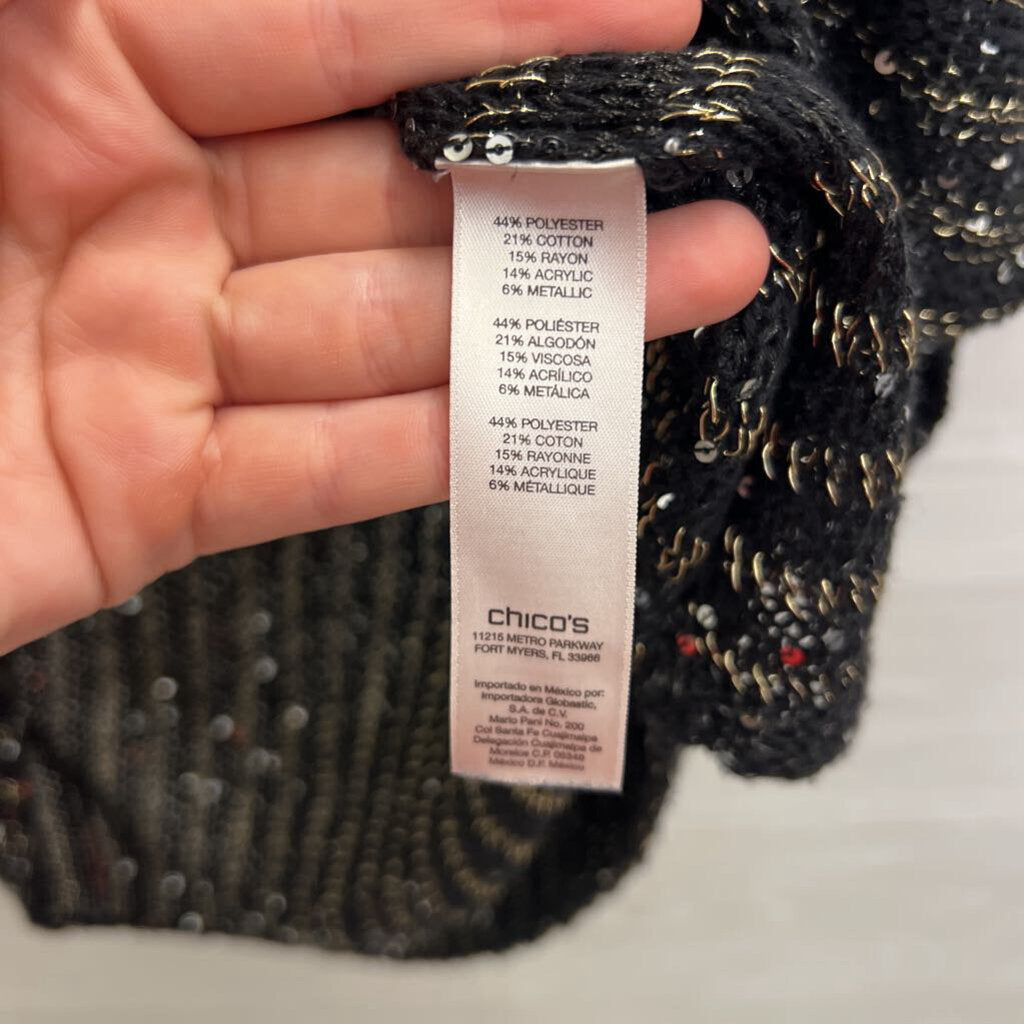 44% POLYESTER
21% COTTON
15% RAYON
14% ACRYLIC
6% METALLIC
44% POLIÉSTER
21% ALGODÓN
15% VISCOSA
14% ACRÍLICO
6% METÁLICA
44% POLYESTER
21% COTON
15% RAYONNE
14% ACRYLIQUE
6% MÉTALLIQUE
chico's
11215 METRO PARKWAY
FORT MYERS, FL 33966
Importado en México por:
Importadora
S.A. de C.V.
Mario Pani No. 200
Col Santa Fe Cuajimalpa
Delegación Cuajimalpa de
Morelos C.P. 05348
México D.F. México